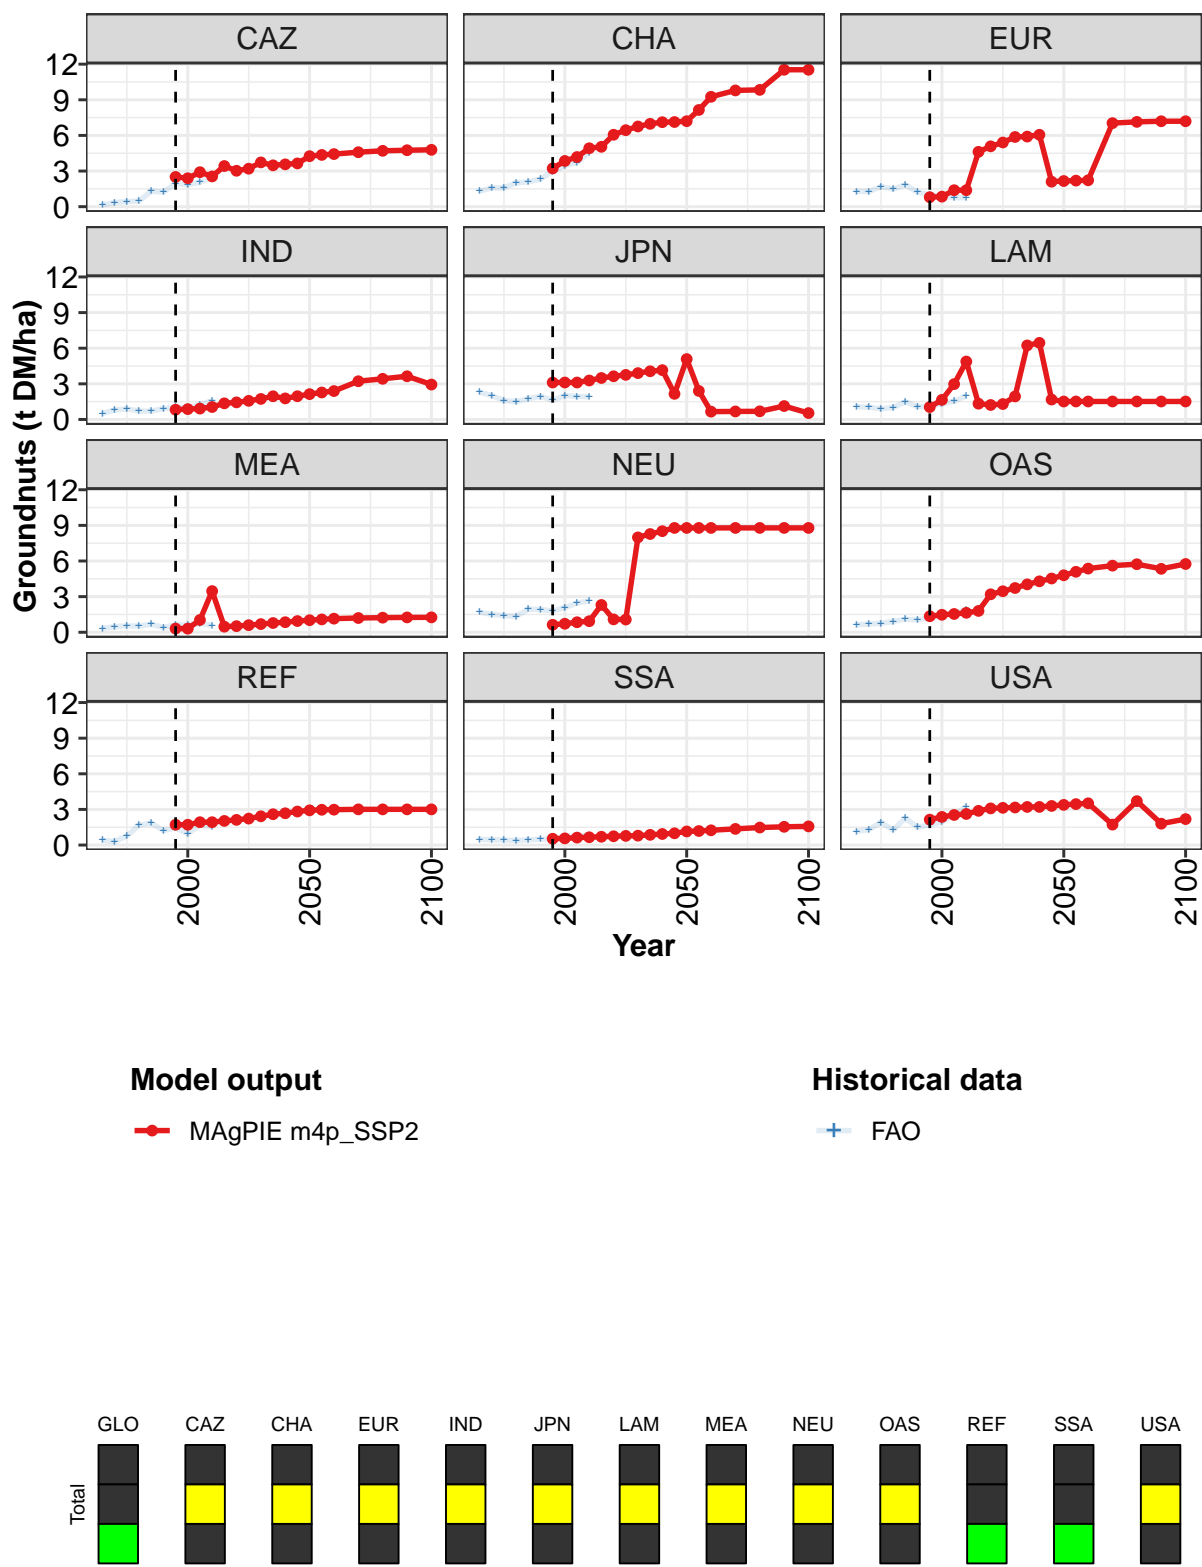 CAZ CHA EUR
12
9
6
3
0
IND JPN LAM
12
9
6
3
0
MEA NEU OAS
12
9
6
3
0
REF SSA USA
12
9
6
3
0
Groundnuts (t DM/ha)
2000 2050 2100 2000 2050 2100 2000 2050 2100
Year
Model output Historical data
MAgPIE m4p_SSP2 FAO
GLO CAZ CHA EUR IND JPN LAM MEA NEU OAS REF SSA USA
Total